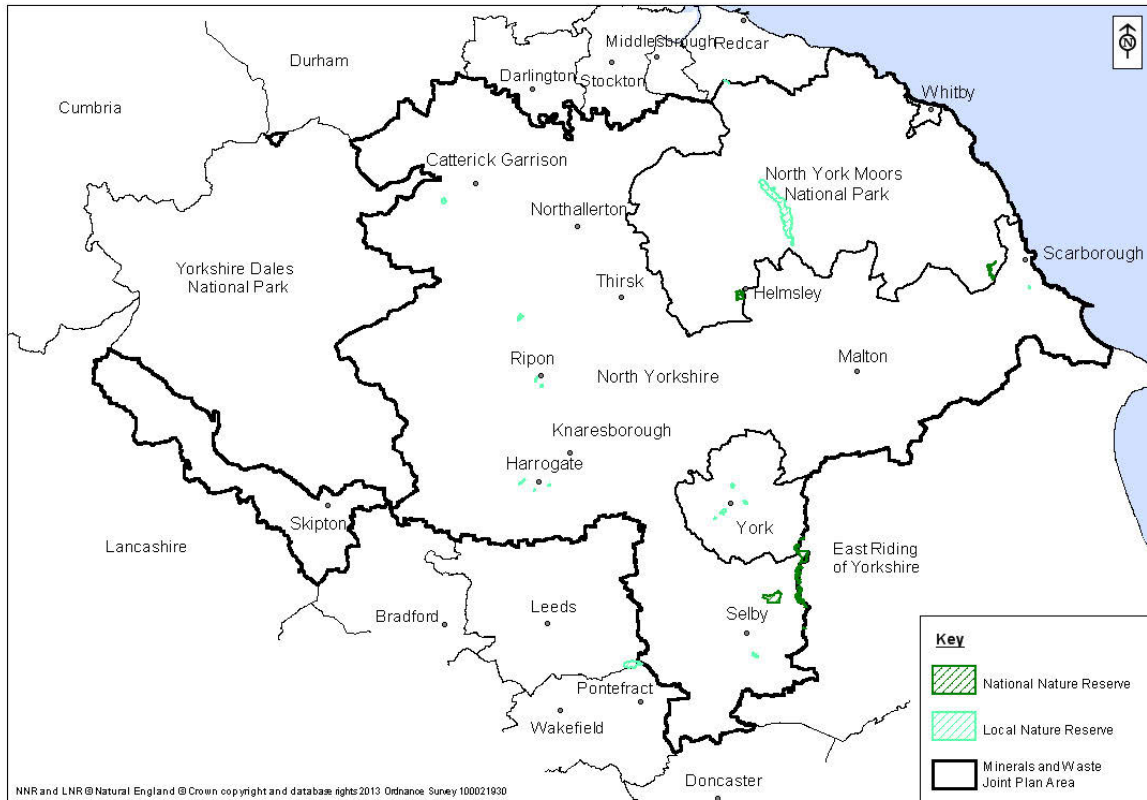 Durham
Middlesbrough
Redcar
N
Darlington
Stockton
Cumbria
Whitby
Catterick Garrison
North York Moors
National Park
Northallerton
Scarborough
Yorkshire Dales
National Park
Thirsk
Helmsley
Ripon
North Yorkshire
Malton
Knaresborough
Harrogate
Skipton
York
Lancashire
East Riding
of Yorkshire
Bradford
Leeds
Selby
Pontefract
Wakefield
Doncaster
Key
National Nature Reserve
Local Nature Reserve
Minerals and Waste
Joint Plan Area
NNR and LNR © Natural England © Crown copyright and database rights 2013 Ordnance Survey 100021930